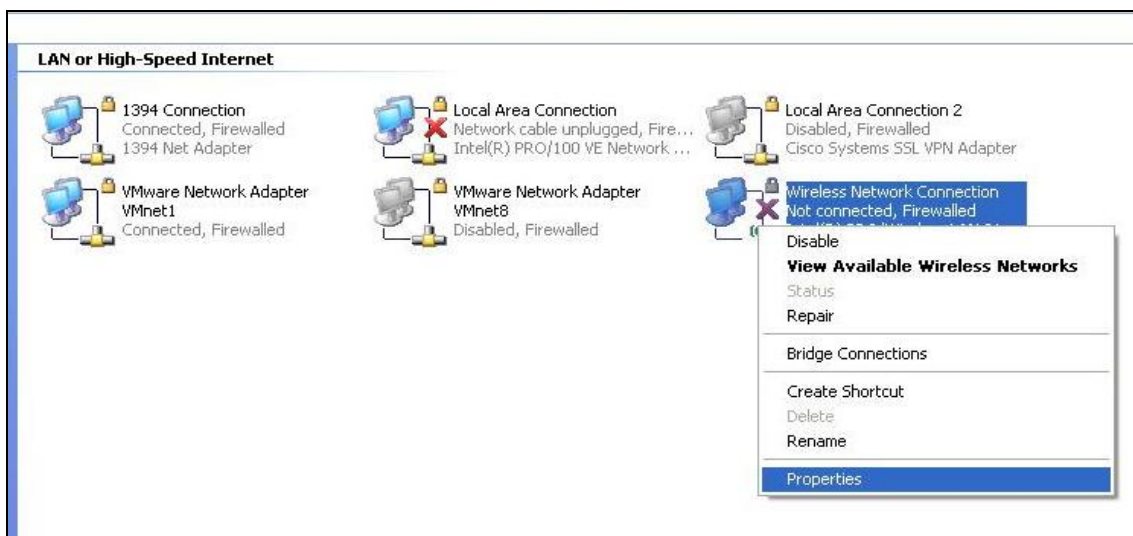 LAN or High-Speed Internet
1394 Connection
Connected, Firewalled
1394 Net Adapter
Local Area Connection
Network cable unplugged, Fire...
Intel(R) PRO/100 VE Network ...
Local Area Connection 2
Disabled, Firewalled
Cisco Systems SSL VPN Adapter
VMware Network Adapter
VMnet1
Connected, Firewalled
VMware Network Adapter
VMnet8
Disabled, Firewalled
Wireless Network Connection
Not connected, Firewalled
Disable
View Available Wireless Networks
Status
Repair
Bridge Connections
Create Shortcut
Delete
Rename
Properties